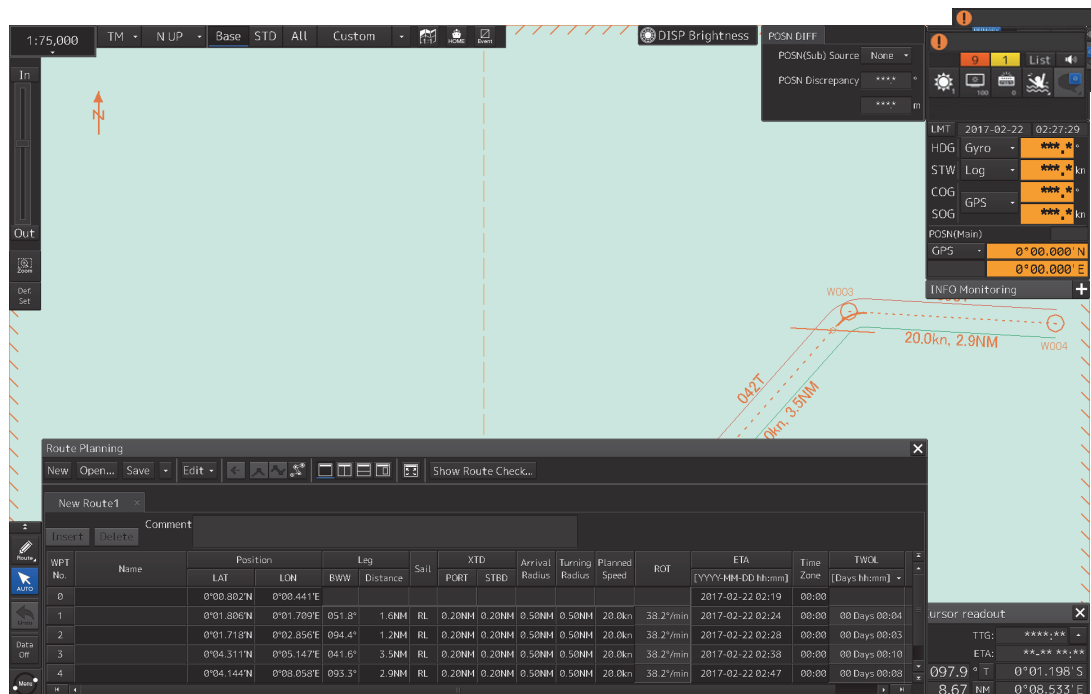 1:75,000
TM
N UP
Base
STD
All
Custom
1:1
HOME
Event
DISP Brightness
POSN DIFF
POSN(Sub) Source None
POSN Discrepancy ****°
**** m
9 1 List
1 100 0
LMT 2017-02-22 02:27:29
HDG Gyro ***.*°
STW Log ***.* kn
COG ***.*°
GPS
SOG ***.* kn
POSN(Main)
GPS 0°00.000'N
0°00.000'E
INFO Monitoring
In
Out
Zoom
Def.
Set
N
W003
W004
20.0kn, 2.9NM
042T
0kn, 3.5NM
Route Planning
New Open... Save Edit Show Route Check...
New Route1
Comment
Insert Delete
WPT No. Name Position Leg Sail XTD Arrival Radius Turning Radius Planned Speed ROT ETA Time Zone TWOL
LAT LON BWW Distance PORT STBD [YYYY-MM-DD hh:mm] [Days hh:mm]
0 0°00.802'N 0°00.441'E 2017-02-22 02:19 00:00
1 0°01.806'N 0°01.709'E 051.8° 1.6NM RL 0.20NM 0.20NM 0.50NM 0.50NM 20.0kn 38.2°/min 2017-02-22 02:24 00:00 00 Days 00:04
2 0°01.718'N 0°02.856'E 094.4° 1.2NM RL 0.20NM 0.20NM 0.50NM 0.50NM 20.0kn 38.2°/min 2017-02-22 02:28 00:00 00 Days 00:03
3 0°04.311'N 0°05.147'E 041.6° 3.5NM RL 0.20NM 0.20NM 0.50NM 0.50NM 20.0kn 38.2°/min 2017-02-22 02:38 00:00 00 Days 00:10
4 0°04.144'N 0°08.058'E 093.3° 2.9NM RL 0.20NM 0.20NM 0.50NM 0.50NM 20.0kn 38.2°/min 2017-02-22 02:47 00:00 00 Days 00:08
Route
AUTO
Undo
Data
Off
Menu
ursor readout
TTG: ****:**
ETA: **-** **:**
097.9 ° T 0°01.198'S
8.67 NM 0°08.533'E